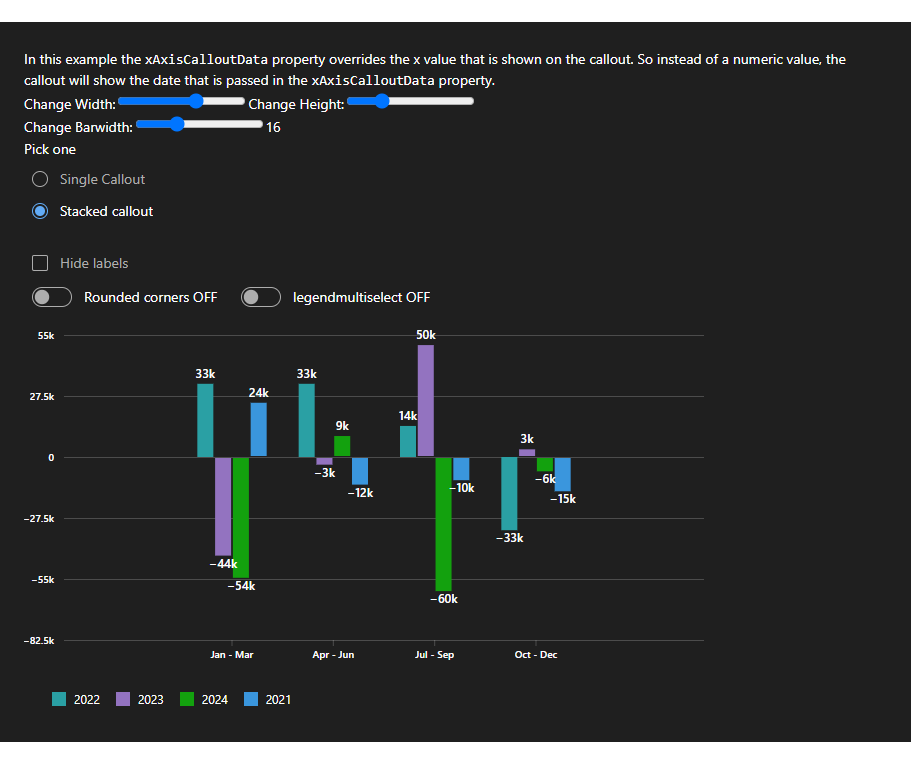 In this example the xAxisCalloutData property overrides the x value that is shown on the callout. So instead of a numeric value, the
callout will show the date that is passed in the xAxisCalloutData property.
Change Width: Change Height:
Change Barwidth: 16
Pick one
Single Callout
Stacked callout
Hide labels
Rounded corners OFF legendmultiselect OFF
55k 50k
33k 33k
24k
27.5k
14k
9k
3k
0
−3k −6k
−12k −10k −15k
−27.5k
−33k
−44k
−55k −54k
−60k
−82.5k
Jan - Mar Apr - Jun Jul - Sep Oct - Dec
2022 2023 2024 2021